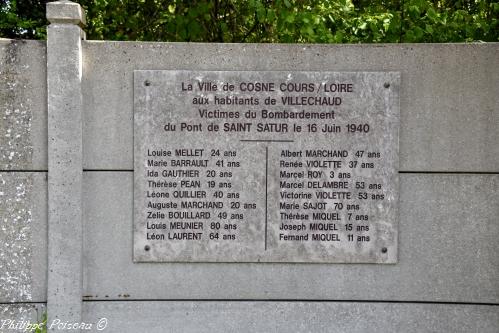 La Ville de COSNE COURS/LOIRE
aux habitants de VILLECHAUD
Victimes du Bombardement
du Pont de SAINT SATUR le 16 Juin 1940
Louise MELLET 24 ans
Marie BARRAULT 41 ans
Ida GAUTHIER 20 ans
Thérèse PEAN 19 ans
Léone QUILLIER 40 ans
Auguste MARCHAND 20 ans
Zelie BOUILLARD 49 ans
Louis MEUNIER 80 ans
Léon LAURENT 64 ans
Albert MARCHAND 47 ans
Renée VIOLETTE 37 ans
Marcel ROY 3 ans
Marcel DELAMBRE 53 ans
Victorine VIOLETTE 53 ans
Marie SAJOT 70 ans
Thérèse MIQUEL 7 ans
Joseph MIQUEL 15 ans
Fernand MIQUEL 11 ans
©Philippe Poiseau.com